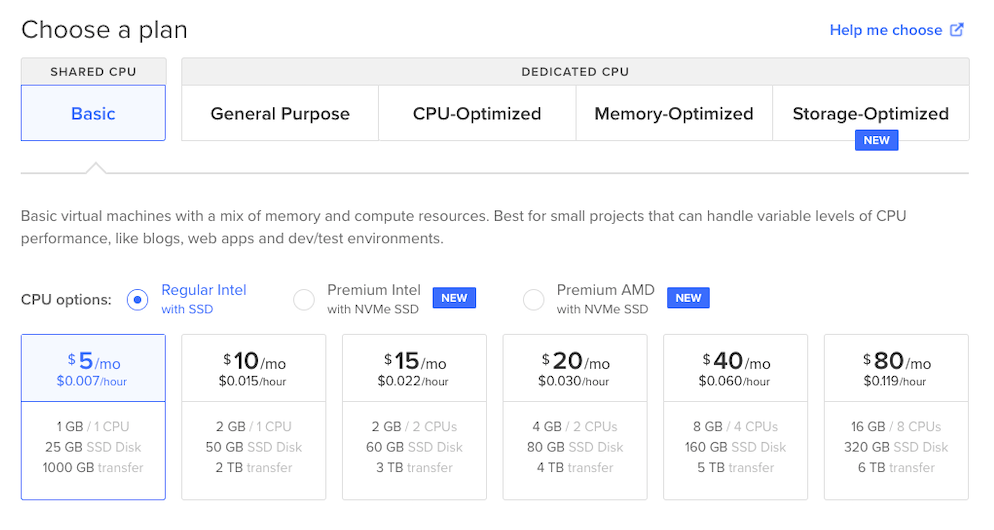 Choose a plan
Help me choose
SHARED CPU
DEDICATED CPU
Basic
General Purpose
CPU-Optimized
Memory-Optimized
Storage-Optimized
NEW
Basic virtual machines with a mix of memory and compute resources. Best for small projects that can handle variable levels of CPU
performance, like blogs, web apps and dev/test environments.
CPU options:
Regular Intel
with SSD
Premium Intel
with NVMe SSD
NEW
Premium AMD
with NVMe SSD
NEW
$5/mo
$0.007/hour
1 GB / 1 CPU
25 GB SSD Disk
1000 GB transfer
$10/mo
$0.015/hour
2 GB / 1 CPU
50 GB SSD Disk
2 TB transfer
$15/mo
$0.022/hour
2 GB / 2 CPUs
60 GB SSD Disk
3 TB transfer
$20/mo
$0.030/hour
4 GB / 2 CPUs
80 GB SSD Disk
4 TB transfer
$40/mo
$0.060/hour
8 GB / 4 CPUs
160 GB SSD Disk
5 TB transfer
$80/mo
$0.119/hour
16 GB / 8 CPUs
320 GB SSD Disk
6 TB transfer